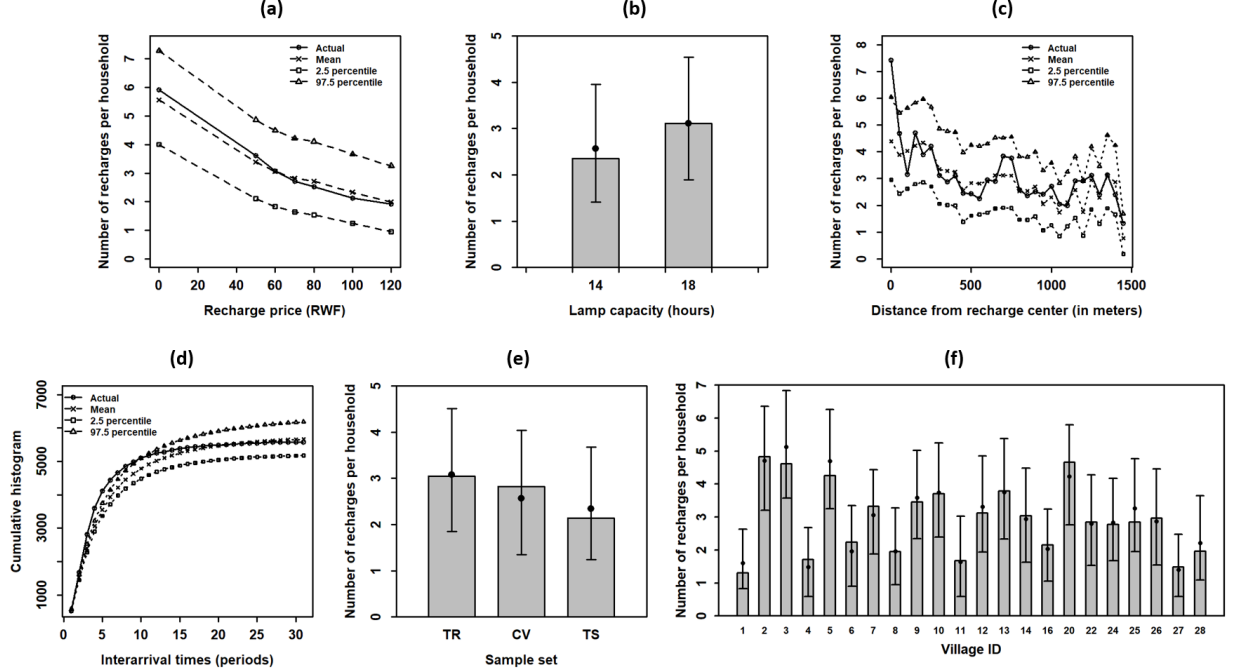 (a)
Number of recharges per household
7
6
5
4
3
2
1
0
Actual
Mean
2.5 percentile
97.5 percentile
0 20 40 60 80 100 120
Recharge price (RWF)
(b)
Number of recharges per household
5
4
3
2
1
0
14 18
Lamp capacity (hours)
(c)
Number of recharges per household
8
7
6
5
4
3
2
1
0
Actual
Mean
2.5 percentile
97.5 percentile
0 500 1000 1500
Distance from recharge center (in meters)
(d)
Cumulative histogram
7000
5000
3000
1000
Actual
Mean
2.5 percentile
97.5 percentile
0 5 10 15 20 25 30
Interarrival times (periods)
(e)
Number of recharges per household
5
4
3
2
1
0
TR CV TS
Sample set
(f)
Number of recharges per household
7
6
5
4
3
2
1
0
1 2 3 4 5 6 7 8 9 10 11 12 13 14 16 20 22 24 25 26 27 28
Village ID